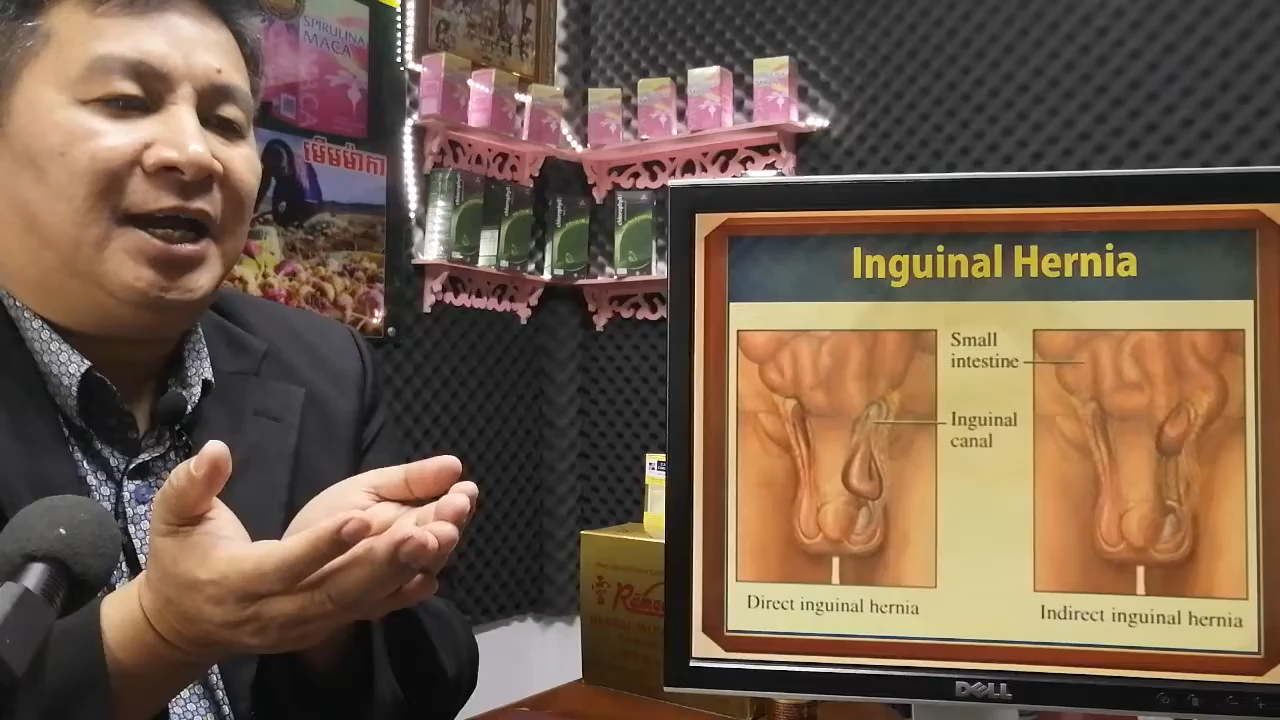 SPIRULINA
MACA
ម៉ើមម៉ាកា
Inguinal Hernia
Small
intestine
Inguinal
canal
Direct inguinal hernia
Indirect inguinal hernia
DELL